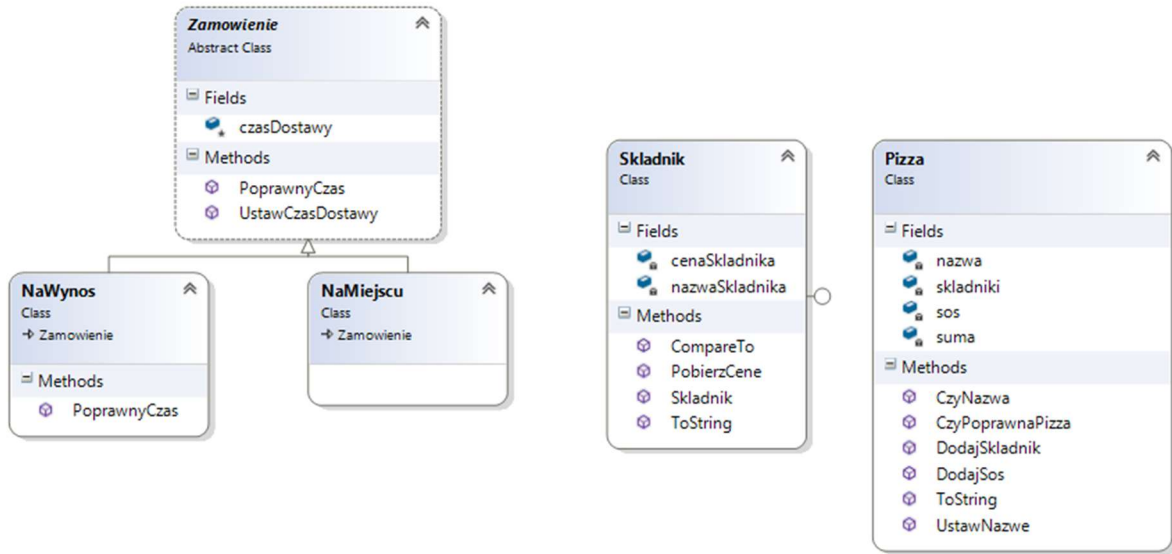 Zamowienie
Abstract Class
Fields
czasDostawy
Methods
PoprawnyCzas
UstawCzasDostawy
NaWynos
Class
Zamowienie
Methods
PoprawnyCzas
NaMiejscu
Class
Zamowienie
Skladnik
Class
Fields
cenaSkladnika
nazwaSkladnika
Methods
CompareTo
PobierzCene
Skladnik
ToString
Pizza
Class
Fields
nazwa
skladniki
sos
suma
Methods
CzyNazwa
CzyPoprawnaPizza
DodajSkladnik
DodajSos
ToString
UstawNazwe